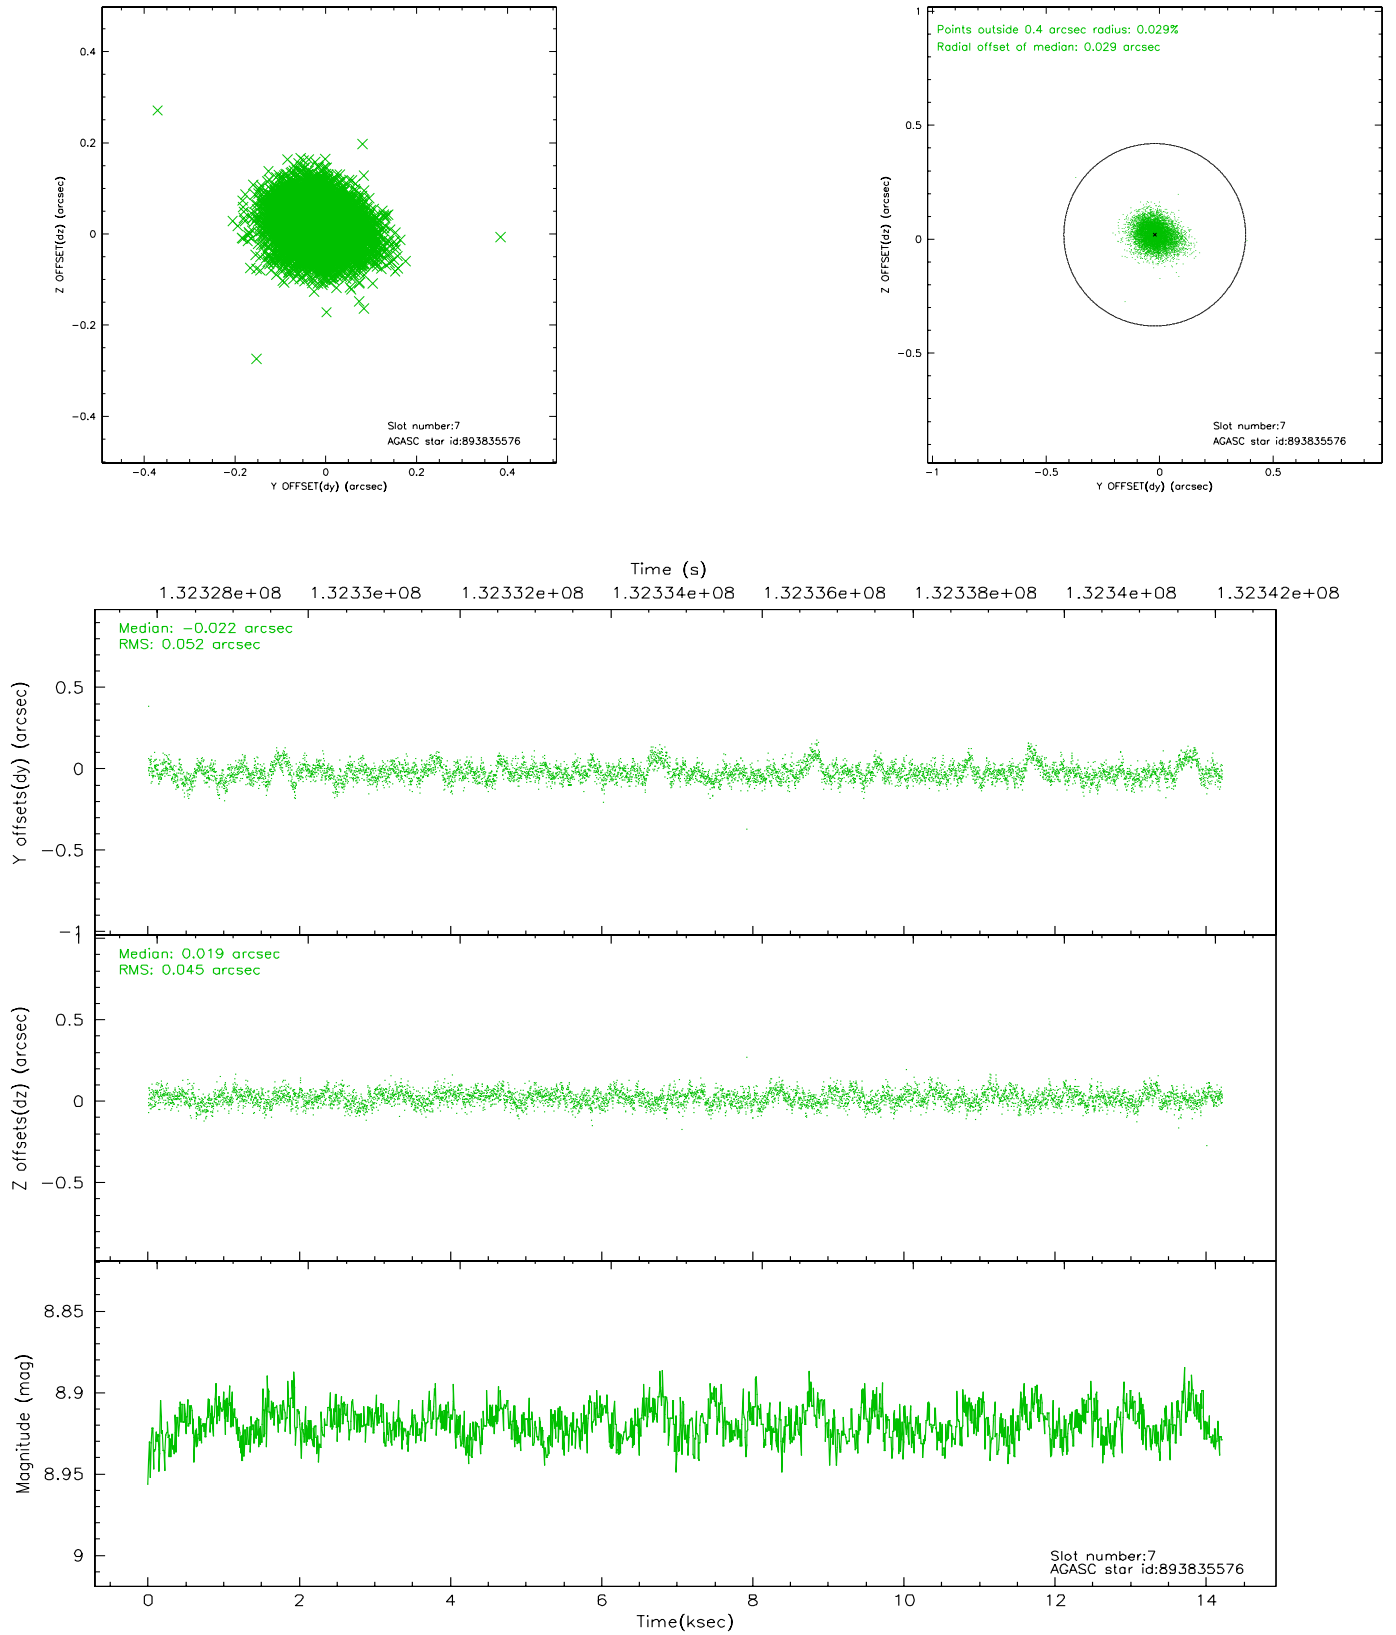 0.4
0.2
0
−0.2
−0.4
Z OFFSET(dz) (arcsec)
Slot number:7
AGASC star id:893835576
−0.4 −0.2 0 0.2 0.4
Y OFFSET(dy) (arcsec)
Points outside 0.4 arcsec radius: 0.029%
Radial offset of median: 0.029 arcsec
1
0.5
0
−0.5
Z OFFSET(dz) (arcsec)
Slot number:7
AGASC star id:893835576
−1 −0.5 0 0.5
Y OFFSET(dy) (arcsec)
Time (s)
1.32328e+08 1.3233e+08 1.32332e+08 1.32334e+08 1.32336e+08 1.32338e+08 1.3234e+08 1.32342e+08
Median: −0.022 arcsec
RMS: 0.052 arcsec
0.5
0
−0.5
−1
Y offsets(dy) (arcsec)
Median: 0.019 arcsec
RMS: 0.045 arcsec
1
0.5
0
−0.5
Z offsets(dz) (arcsec)
8.85
8.9
8.95
9
Magnitude (mag)
Slot number:7
AGASC star id:893835576
0 2 4 6 8 10 12 14
Time(ksec)